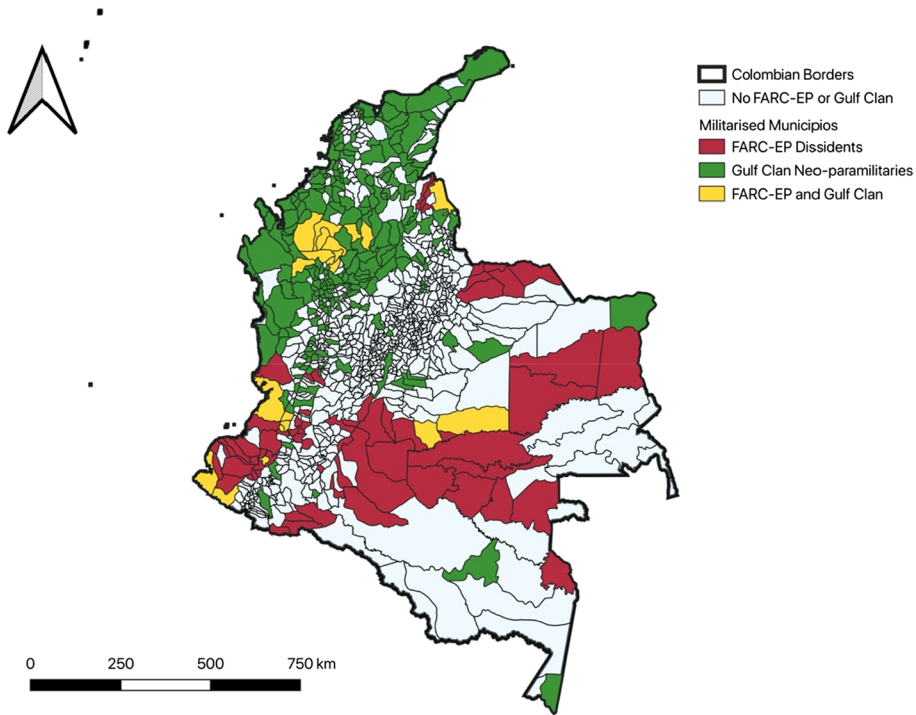 Colombian Borders
No FARC-EP or Gulf Clan
Militarised Municipios
FARC-EP Dissidents
Gulf Clan Neo-paramilitaries
FARC-EP and Gulf Clan
0 250 500 750 km